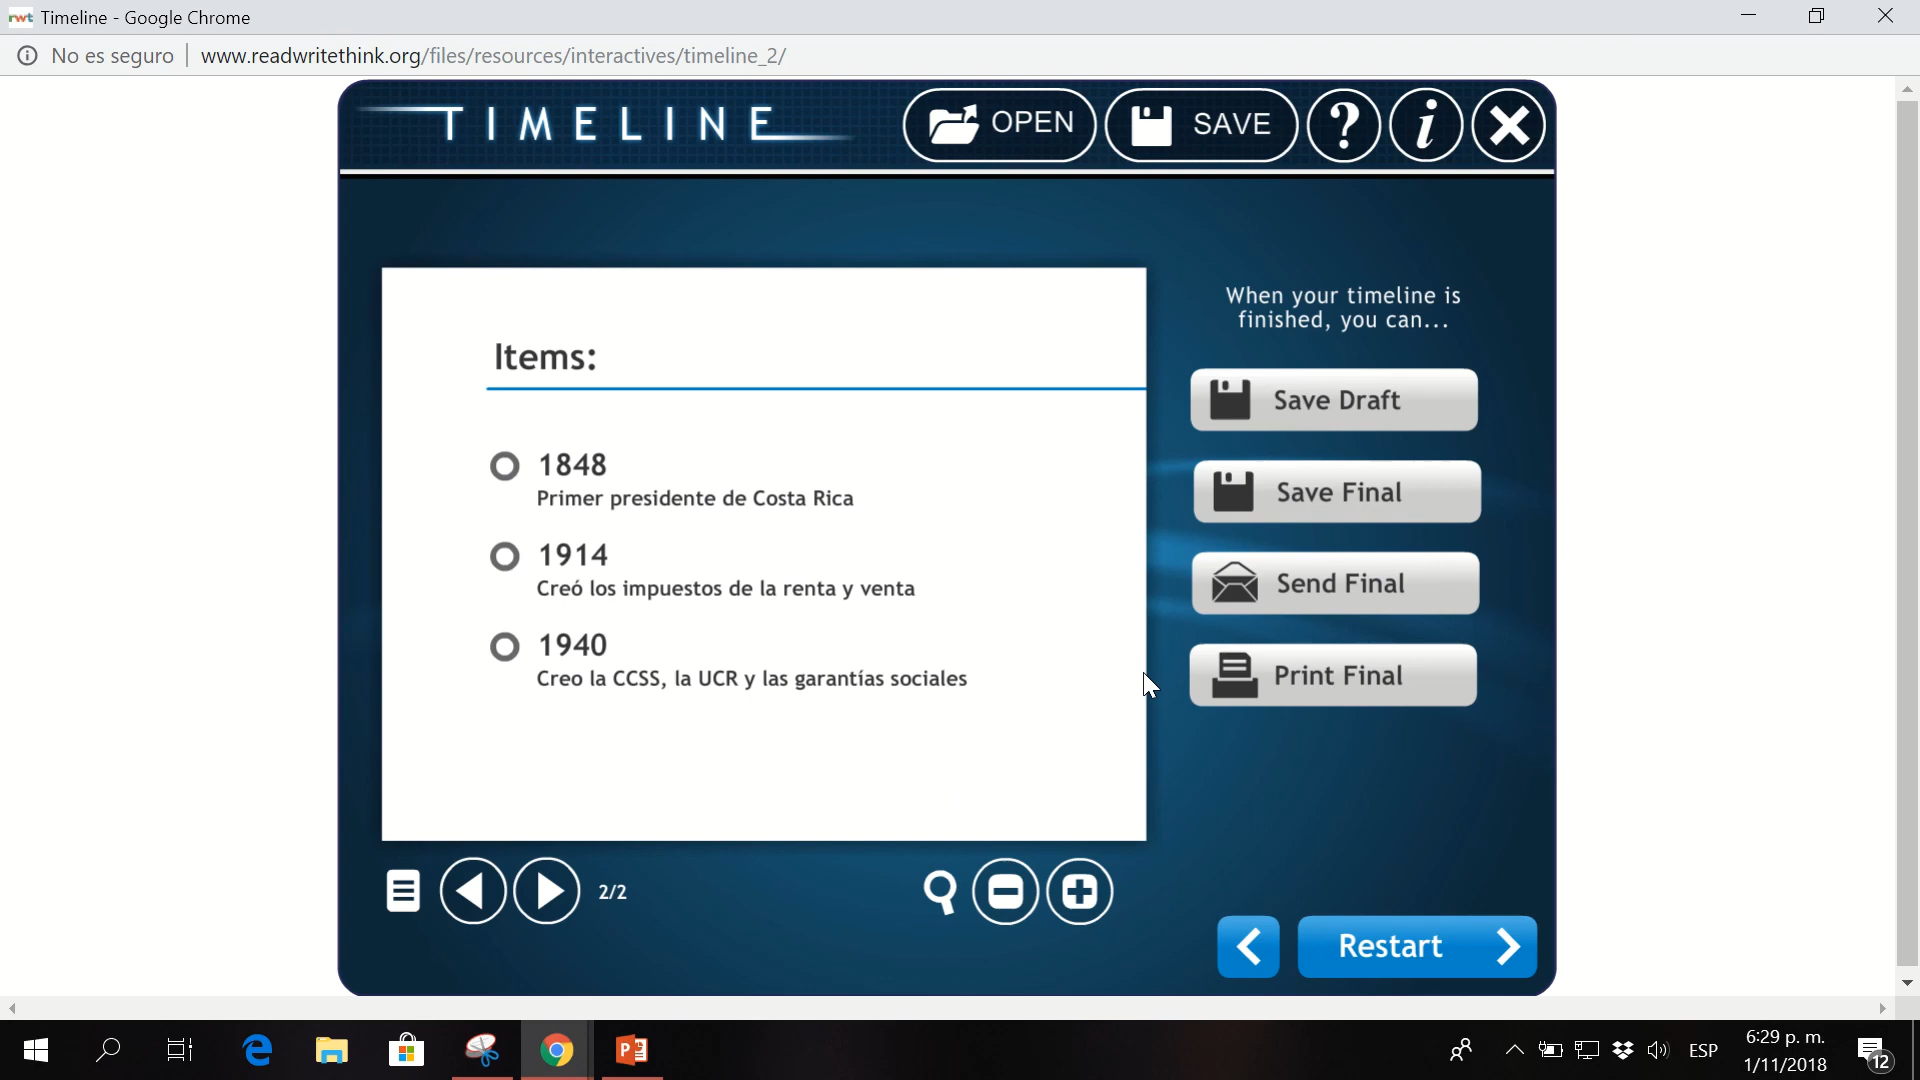 rwt Timeline - Google Chrome
No es seguro www.readwritethink.org/files/resources/interactives/timeline_2/
TIMELINE
OPEN
SAVE
?
i
Items:
1848
Primer presidente de Costa Rica
1914
Creó los impuestos de la renta y venta
1940
Creo la CCSS, la UCR y las garantías sociales
When your timeline is
finished, you can...
Save Draft
Save Final
Send Final
Print Final
2/2
Restart
ESP
6:29 p. m.
1/11/2018
12